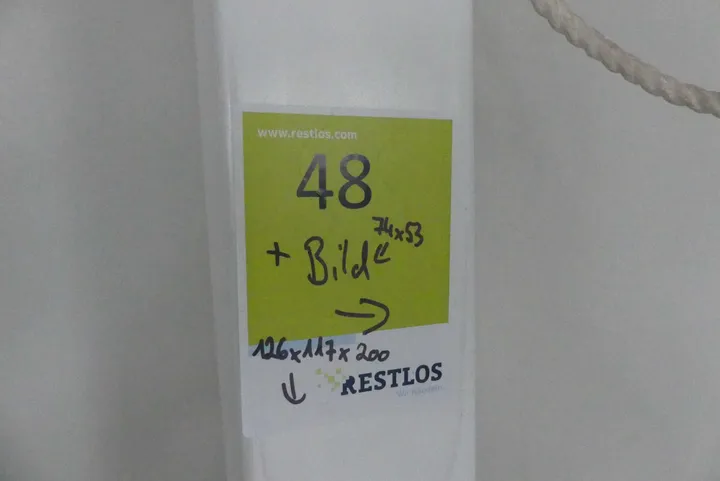 www.restlos.com
48
74x53
+ Bild
126x117x200
RESTLOS